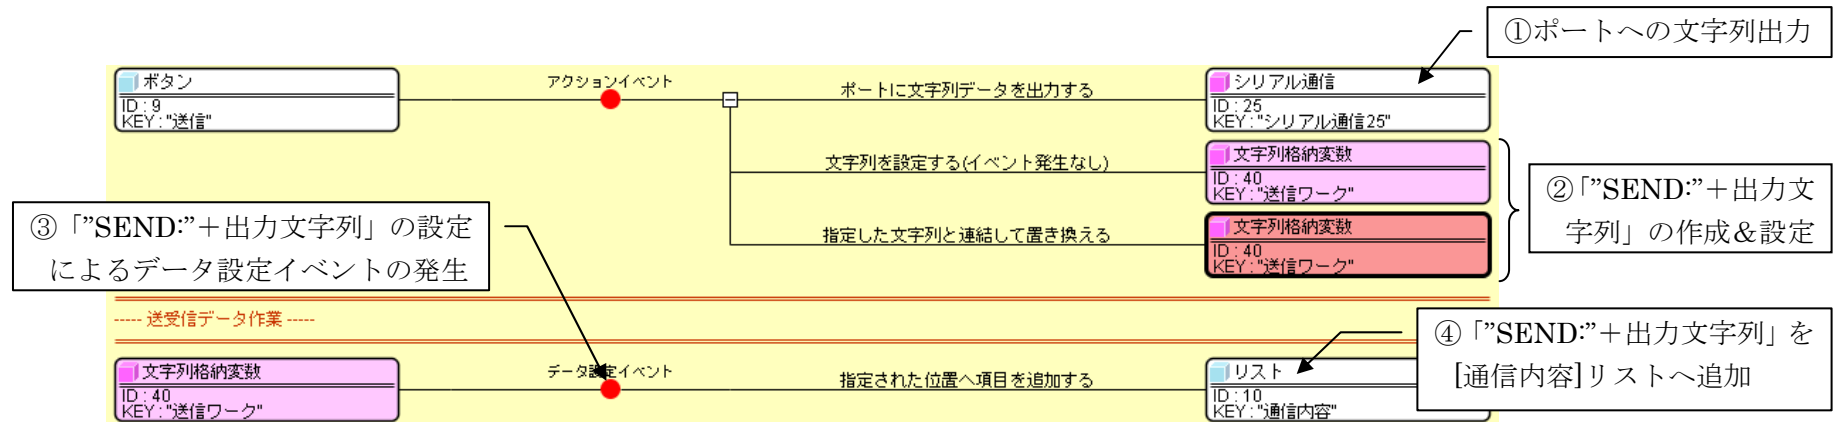 ①ポートへの文字列出力
ボタン
ID : 9
KEY : "送信"
アクションイベント
ポートに文字列データを出力する
シリアル通信
ID : 25
KEY : "シリアル通信25"
文字列を設定する(イベント発生なし)
文字列格納変数
ID : 40
KEY : "送信ワーク"
②「”SEND:”＋出力文
字列」の作成＆設定
指定した文字列と連結して置き換える
文字列格納変数
ID : 40
KEY : "送信ワーク"
③「”SEND:”＋出力文字列」の設定
によるデータ設定イベントの発生
----- 送受信データ作業 -----
文字列格納変数
ID : 40
KEY : "送信ワーク"
データ設定イベント
指定された位置へ項目を追加する
リスト
ID : 10
KEY : "通信内容"
④「”SEND:”＋出力文字列」を
[通信内容]リストへ追加